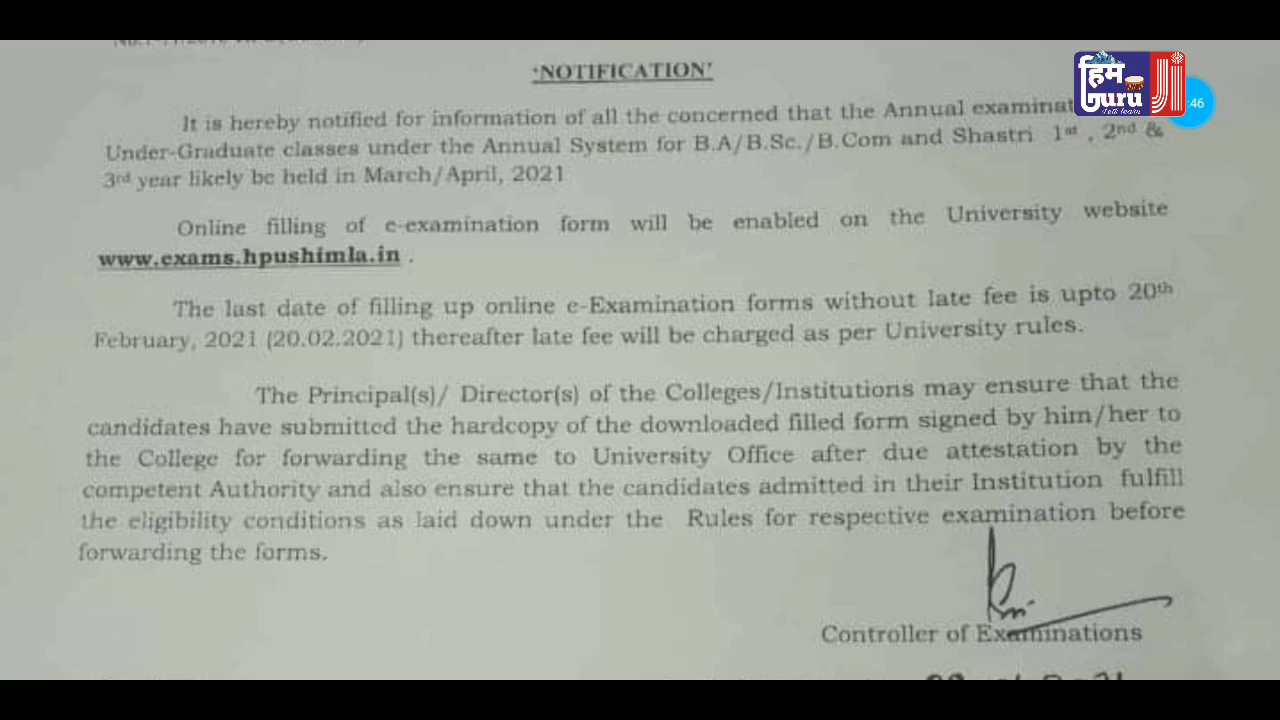 'NOTIFICATION'
हिम
Guru
Ji
:46
It is hereby notified for information of all the concerned that the Annual examinat
Under-Graduate classes under the Annual System for B.A/B.Sc./B.Com and Shastri 1st , 2nd &
3rd year likely be held in March/April, 2021
Online filling of e-examination form will be enabled on the University website
www.exams.hpushimla.in .
The last date of filling up online e-Examination forms without late fee is upto 20th
February, 2021 (20.02.2021) thereafter late fee will be charged as per University rules.
The Principal(s)/ Director(s) of the Colleges/Institutions may ensure that the
candidates have submitted the hardcopy of the downloaded filled form signed by him/her to
the College for forwarding the same to University Office after due attestation by the
competent Authority and also ensure that the candidates admitted in their Institution fulfill
the eligibility conditions as laid down under the Rules for respective examination before
forwarding the forms.
Controller of Examinations